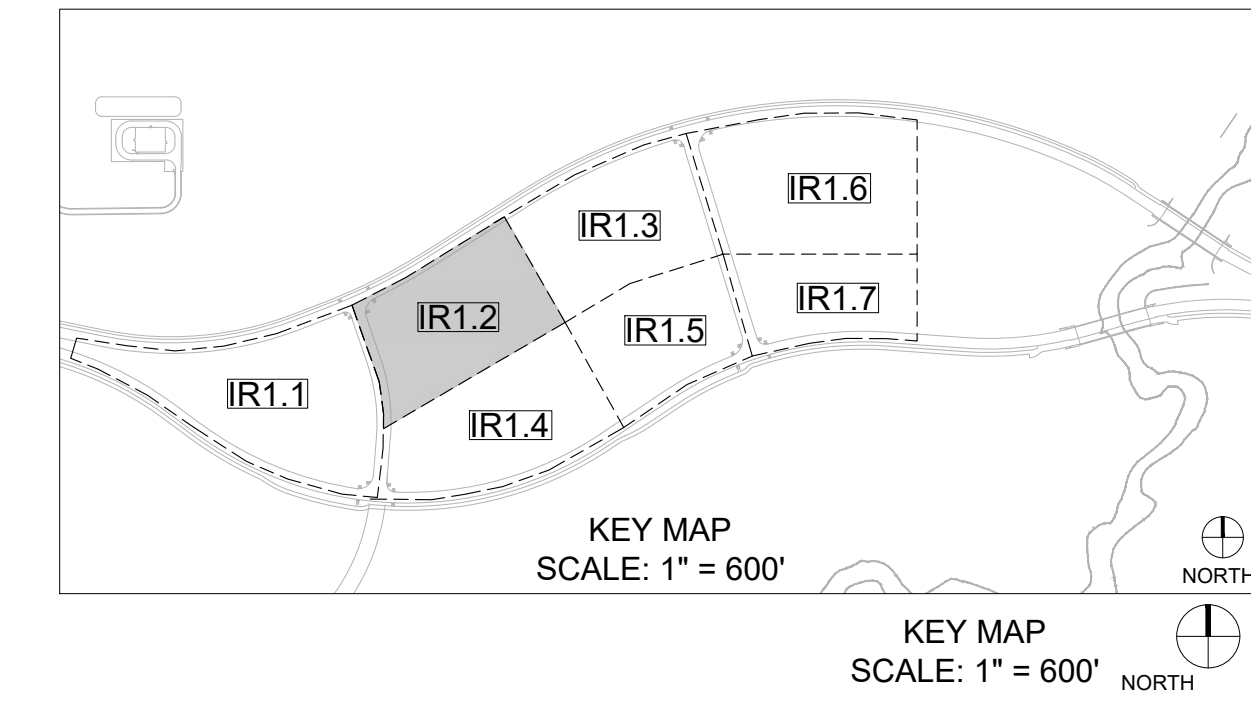 IR1.6
IR1.3
IR1.7
IR1.2
IR1.5
IR1.1
IR1.4
KEY MAP
SCALE: 1" = 600'
NORTH
KEY MAP
SCALE: 1" = 600'
NORTH